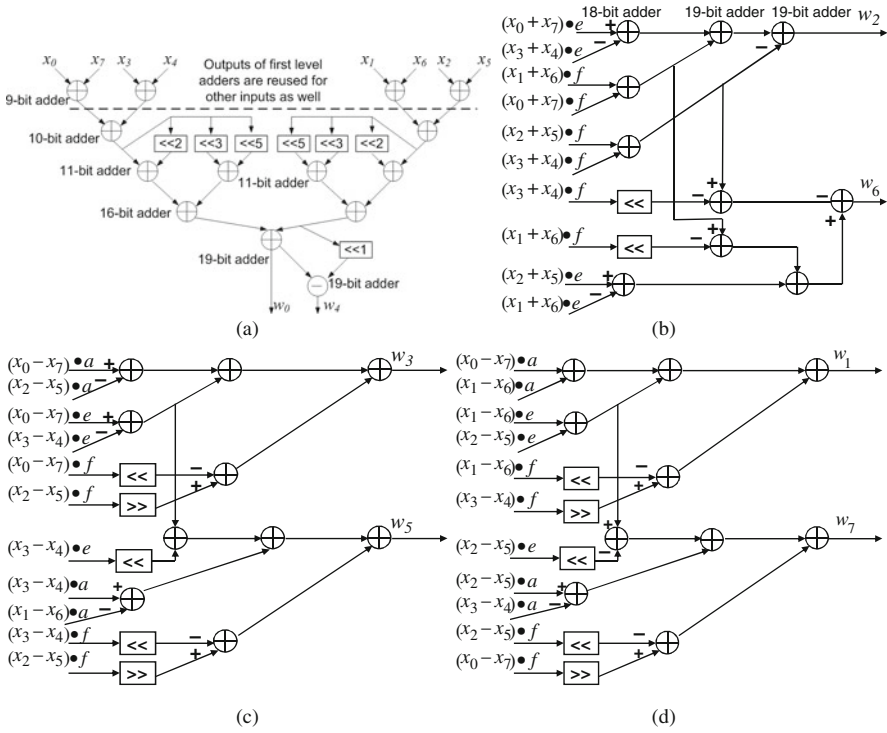 x₀ x₇ x₃ x₄ x₁ x₆ x₂ x₅
Outputs of first level
adders are reused for
other inputs as well
9-bit adder
10-bit adder
<<2 <<3 <<5 <<5 <<3 <<2
11-bit adder 11-bit adder
16-bit adder
<<1
19-bit adder
19-bit adder
w₀ w₄
(a)
18-bit adder 19-bit adder 19-bit adder w₂
(x₀ + x₇)• e +
(x₃ + x₄)• e − −
(x₁ + x₆)• f
(x₀ + x₇)• f
(x₂ + x₅)• f
(x₃ + x₄)• f
(x₃ + x₄)• f << − + − w₆
+
(x₁ + x₆)• f << − +
(x₂ + x₅)• e +
(x₁ + x₆)• e −
(b)
(x₀ − x₇)• a + w₃
(x₂ − x₅)• a −
(x₀ − x₇)• e +
(x₃ − x₄)• e −
(x₀ − x₇)• f << −
(x₂ − x₅)• f >> +
w₅
(x₃ − x₄)• e <<
(x₃ − x₄)• a +
(x₁ − x₆)• a −
(x₃ − x₄)• f << −
(x₂ − x₅)• f >> +
(c)
(x₀ − x₇)• a w₁
(x₁ − x₆)• a
(x₁ − x₆)• e
(x₂ − x₅)• e
(x₁ − x₆)• f << −
(x₃ − x₄)• f >> +
+ w₇
(x₂ − x₅)• e << −
(x₂ − x₅)• a +
(x₃ − x₄)• a −
(x₂ − x₅)• f << −
(x₀ − x₇)• f >> +
(d)